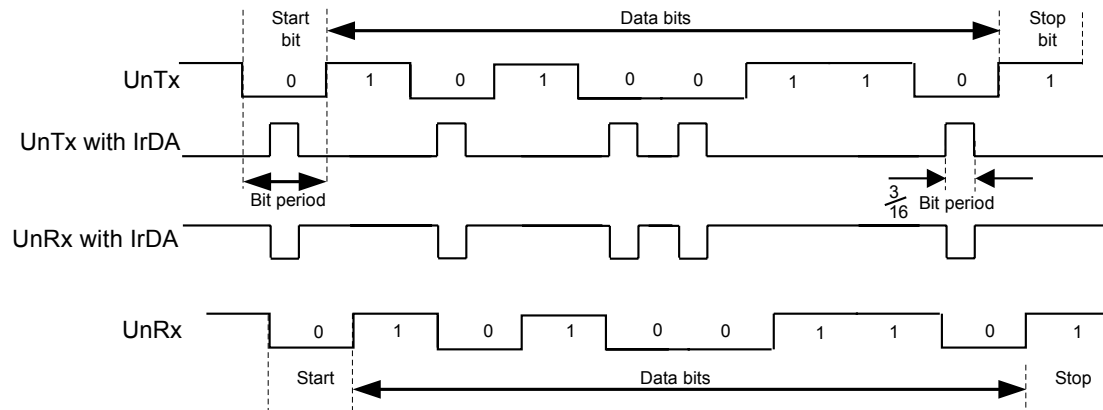 Start
bit
Data bits
Stop
bit
UnTx
0 1 0 1 0 0 1 1 0 1
UnTx with IrDA
Bit period
3
16
Bit period
UnRx with IrDA
UnRx
0 1 0 1 0 0 1 1 0 1
Start
Data bits
Stop